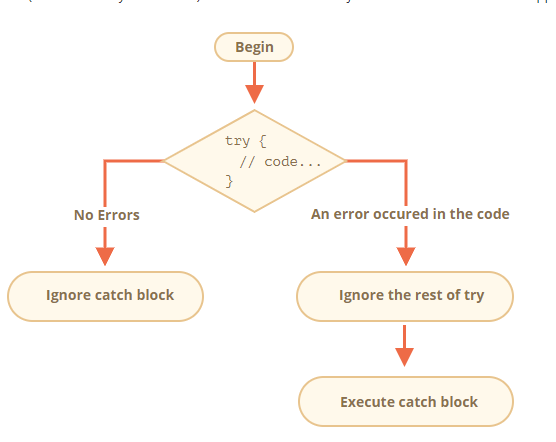 Begin
try {
// code...
}
No Errors
An error occured in the code
Ignore catch block
Ignore the rest of try
Execute catch block